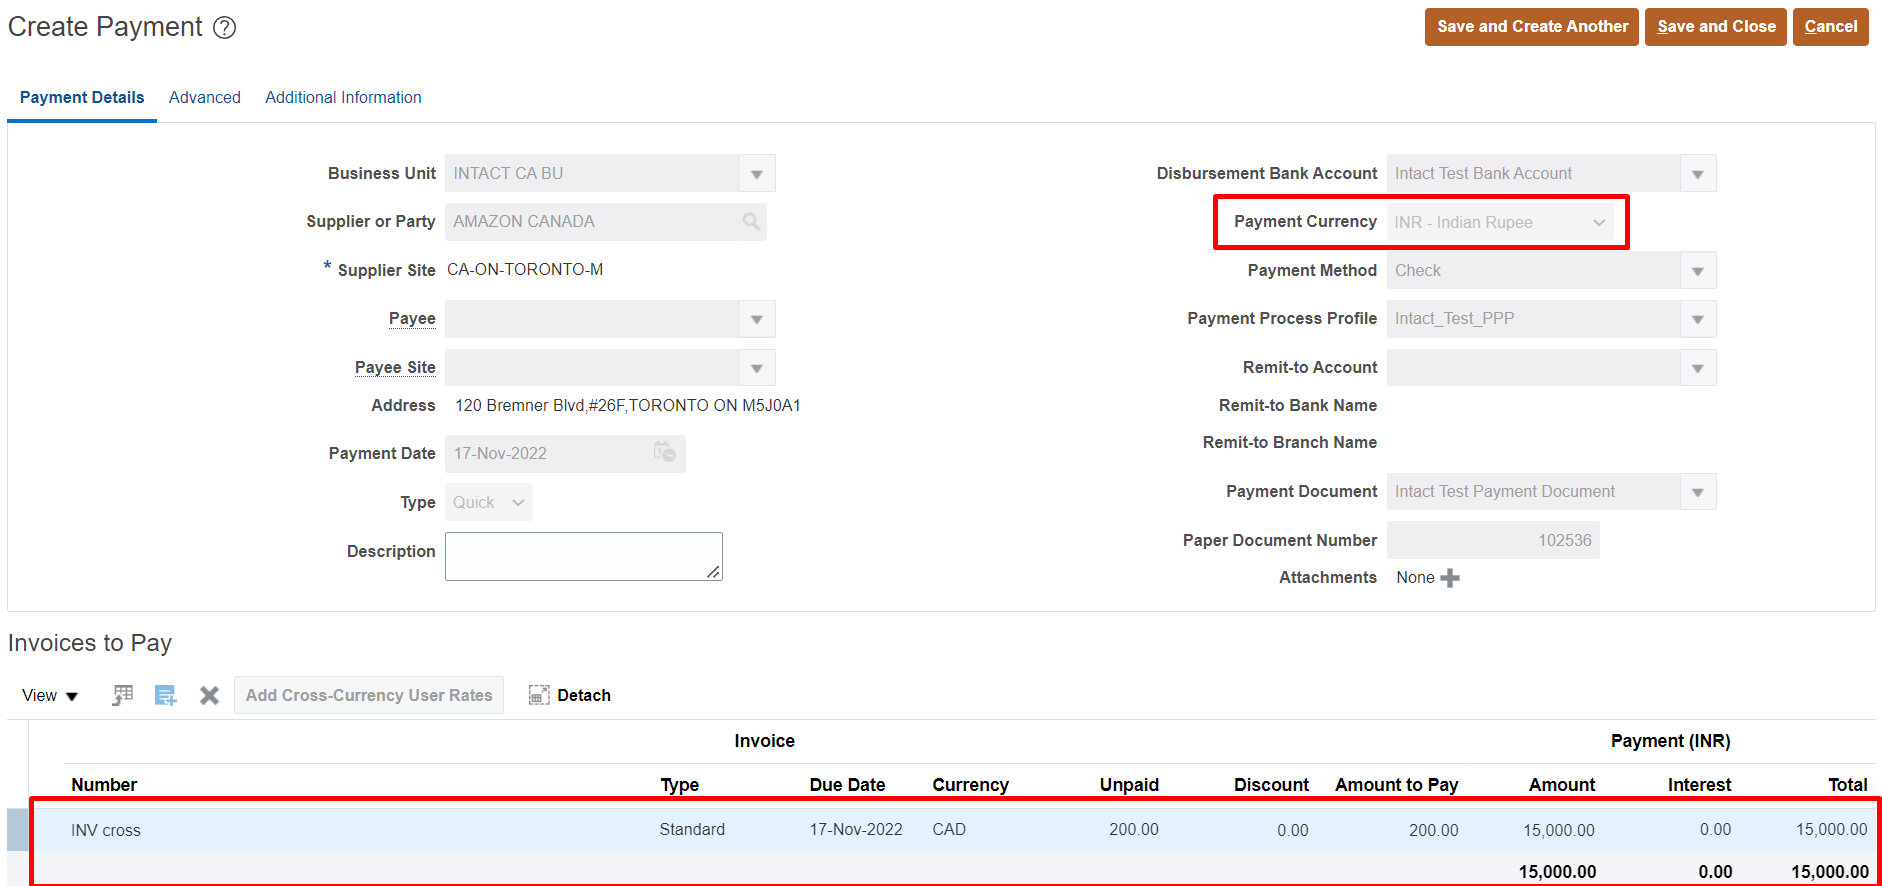 Create Payment ?
Save and Create Another
Save and Close
Cancel
Payment Details
Advanced
Additional Information
Business Unit INTACT CA BU
Supplier or Party AMAZON CANADA
* Supplier Site CA-ON-TORONTO-M
Payee
Payee Site
Address 120 Bremner Blvd,#26F,TORONTO ON M5J0A1
Payment Date 17-Nov-2022
Type Quick
Description
Disbursement Bank Account Intact Test Bank Account
Payment Currency INR - Indian Rupee
Payment Method Check
Payment Process Profile Intact_Test_PPP
Remit-to Account
Remit-to Bank Name
Remit-to Branch Name
Payment Document Intact Test Payment Document
Paper Document Number 102536
Attachments None
Invoices to Pay
View Add Cross-Currency User Rates Detach
Invoice Payment (INR)
Number Type Due Date Currency Unpaid Discount Amount to Pay Amount Interest Total
INV cross Standard 17-Nov-2022 CAD 200.00 0.00 200.00 15,000.00 0.00 15,000.00
15,000.00 0.00 15,000.00